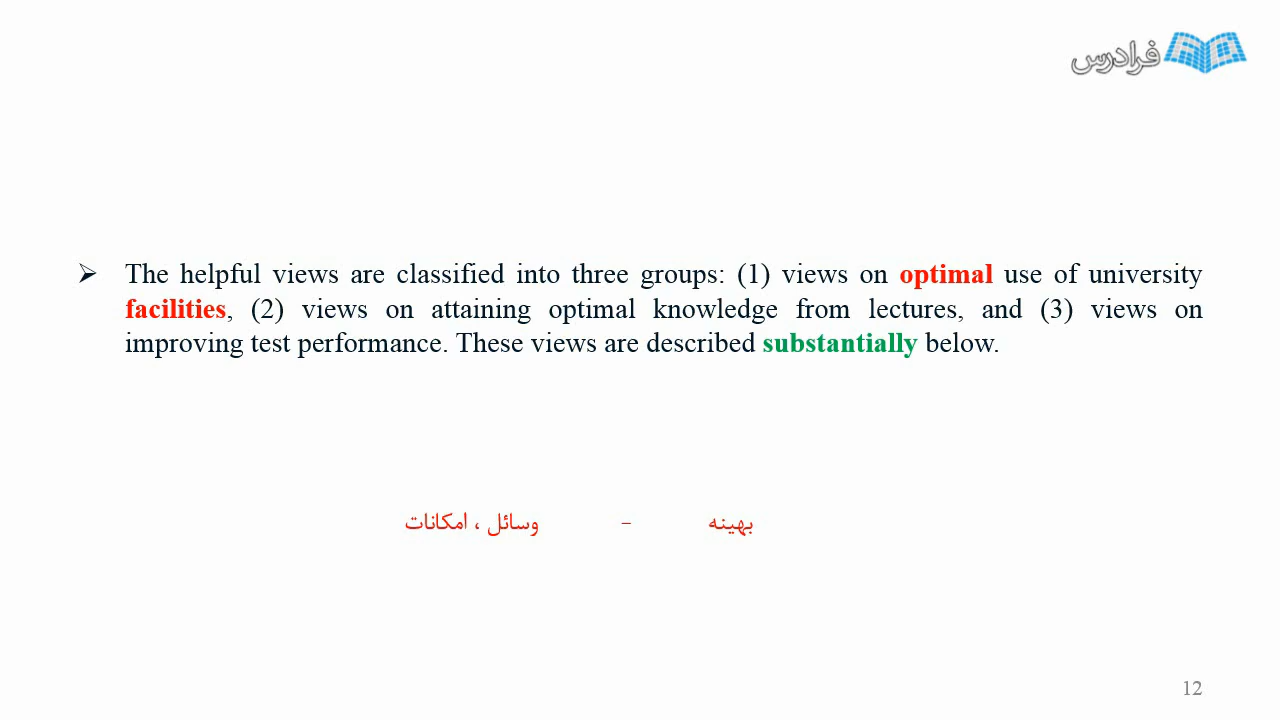 فرادرس
➢ The helpful views are classified into three groups: (1) views on optimal use of university
facilities, (2) views on attaining optimal knowledge from lectures, and (3) views on
improving test performance. These views are described substantially below.
بهینه - وسائل ، امکانات
12